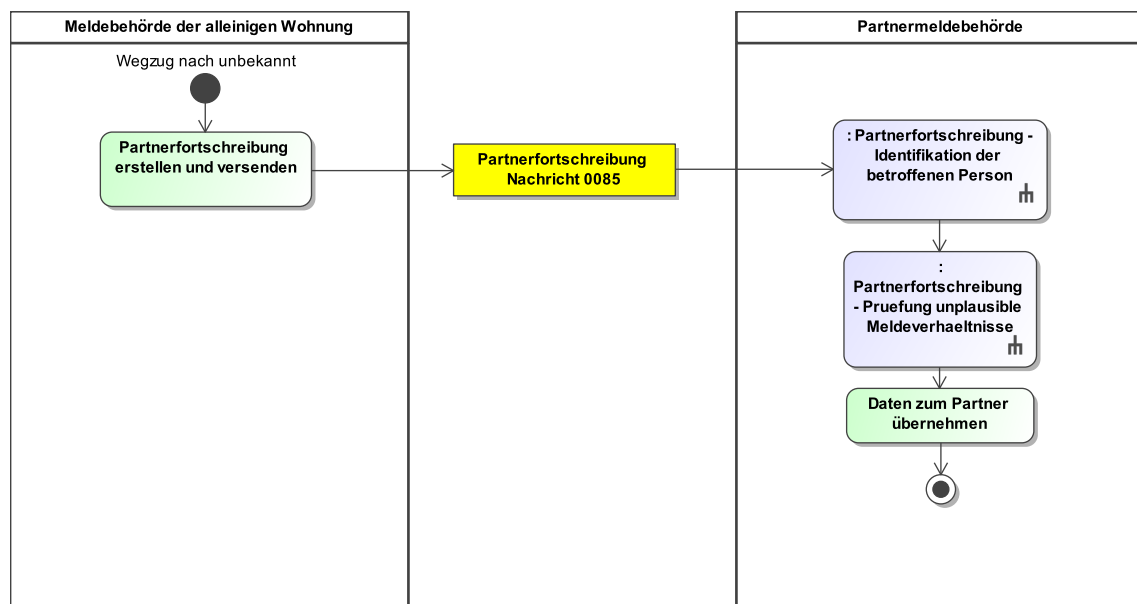 Meldebehörde der alleinigen Wohnung
Partnermeldebehörde
Wegzug nach unbekannt
Partnerfortschreibung
erstellen und versenden
Partnerfortschreibung
Nachricht 0085
: Partnerfortschreibung -
Identifikation der
betroffenen Person
:
Partnerfortschreibung
- Pruefung unplausible
Meldeverhaeltnisse
Daten zum Partner
übernehmen